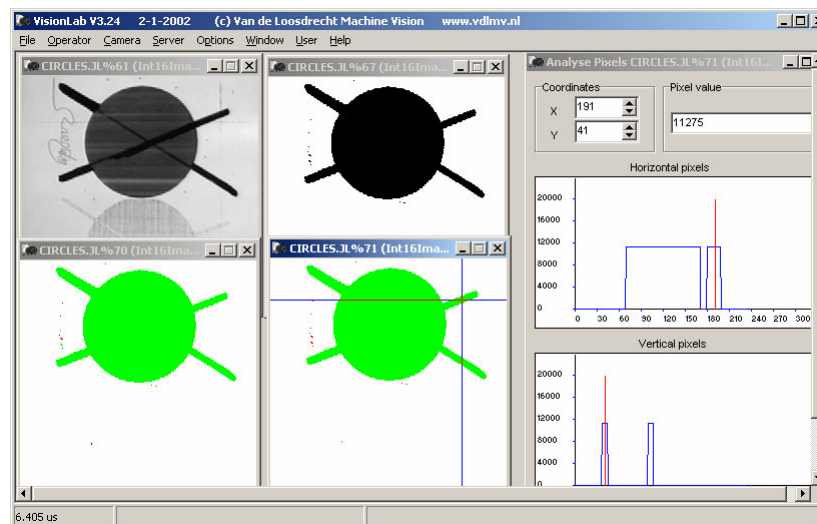 VisionLab V3.24 2-1-2002 (c) Van de Loosdrecht Machine Vision www.vdlmv.nl
File Operator Camera Server Options Window User Help
CIRCLES.JL%61 (Int16Ima...
CIRCLES.JL%67 (Int16Ima...
Analyse Pixels CIRCLES.JL%71 (Int16I...
Coordinates
X 191
Y 41
Pixel value
11275
Horizontal pixels
20000
16000
12000
8000
4000
0
0 30 60 90 120 150 180 210 240 270 300
CIRCLES.JL%70 (Int16Ima...
CIRCLES.JL%71 (Int16Ima...
Vertical pixels
20000
16000
12000
8000
4000
0
6.405 us